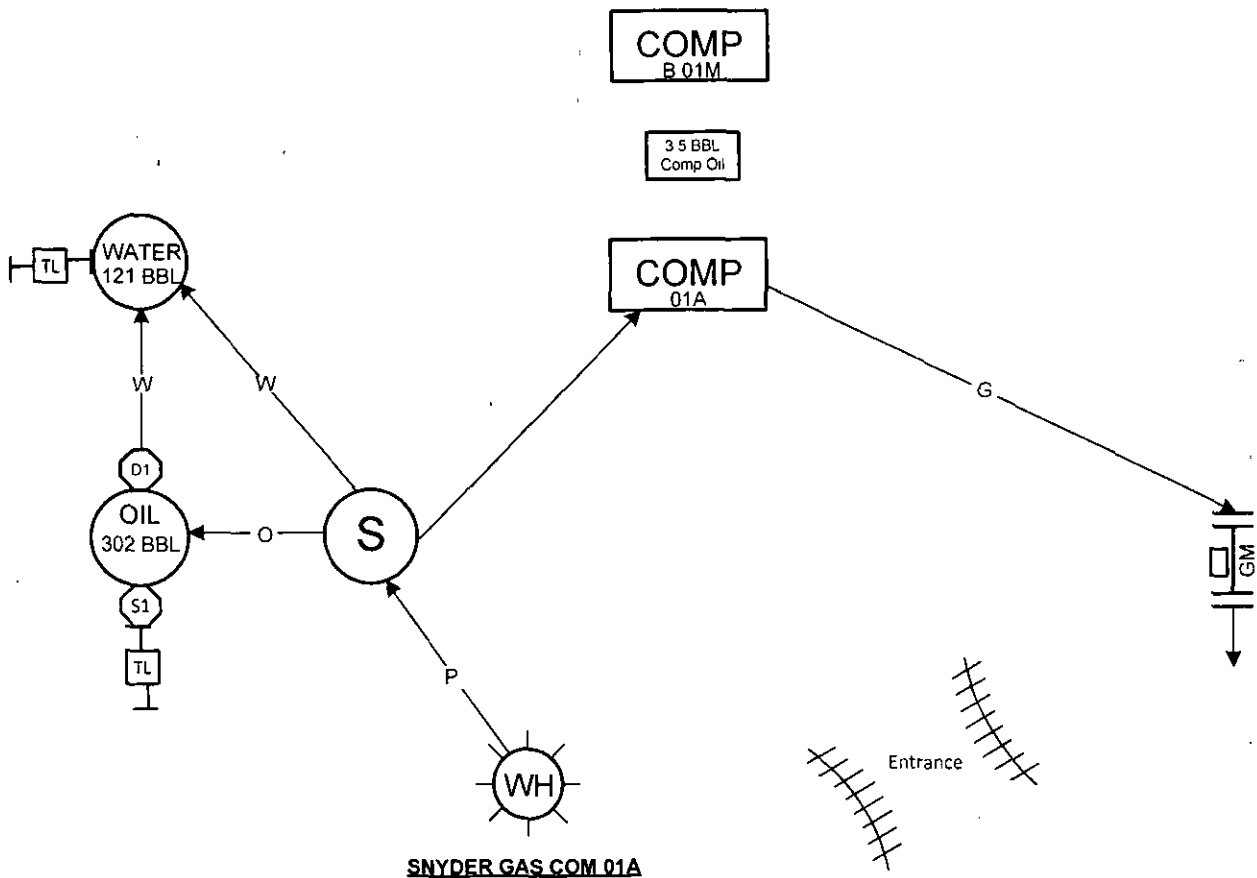 COMP
B 01M
3 5 BBL
Comp Oil
COMP
01A
WATER
121 BBL
TL
W
W
G
D1
OIL
302 BBL
O
S
GM
S1
TL
P
Entrance
WH
SNYDER GAS COM 01A